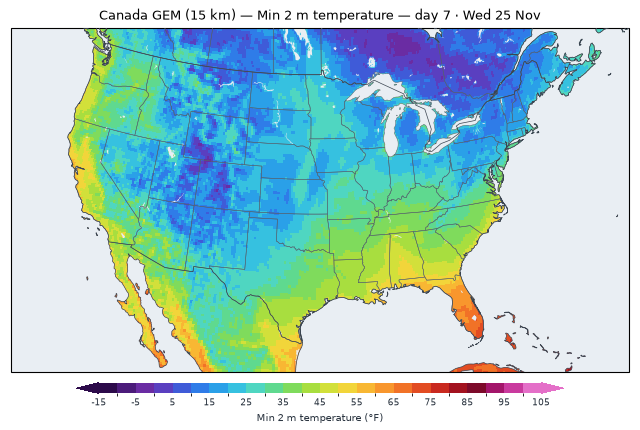 Canada GEM (15 km) — Min 2 m temperature — day 7 · Wed 25 Nov
-15 -5 5 15 25 35 45 55 65 75 85 95 105
Min 2 m temperature (°F)